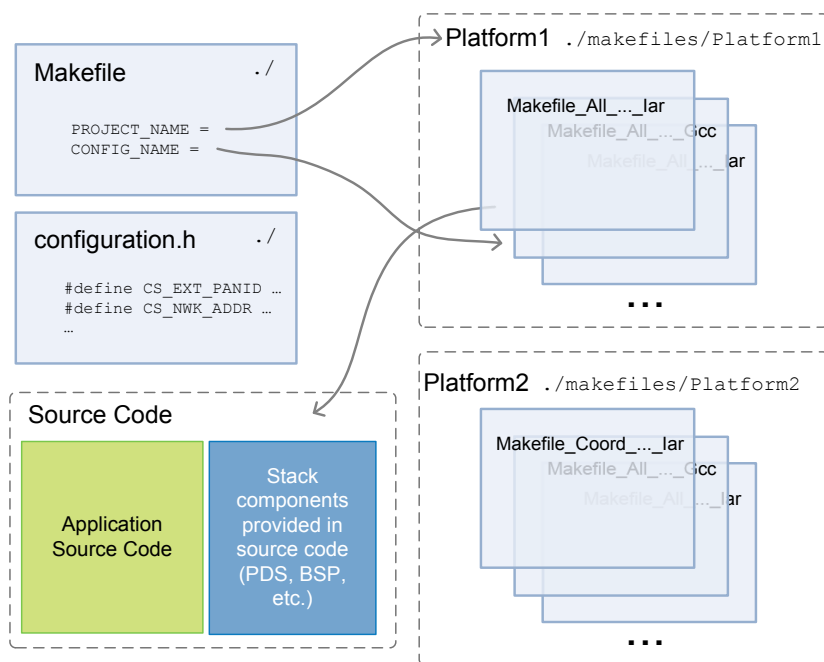 Makefile ./
PROJECT_NAME =
CONFIG_NAME =
configuration.h ./
#define CS_EXT_PANID …
#define CS_NWK_ADDR …
…
Source Code
Application
Source Code
Stack
components
provided in
source code
(PDS, BSP,
etc.)
Platform1 ./makefiles/Platform1
Makefile_All_..._Iar
Makefile_All_..._Gcc
Makefile_All_..._Iar
...
Platform2 ./makefiles/Platform2
Makefile_Coord_..._Iar
Makefile_All_..._Gcc
Makefile_All_..._Iar
...